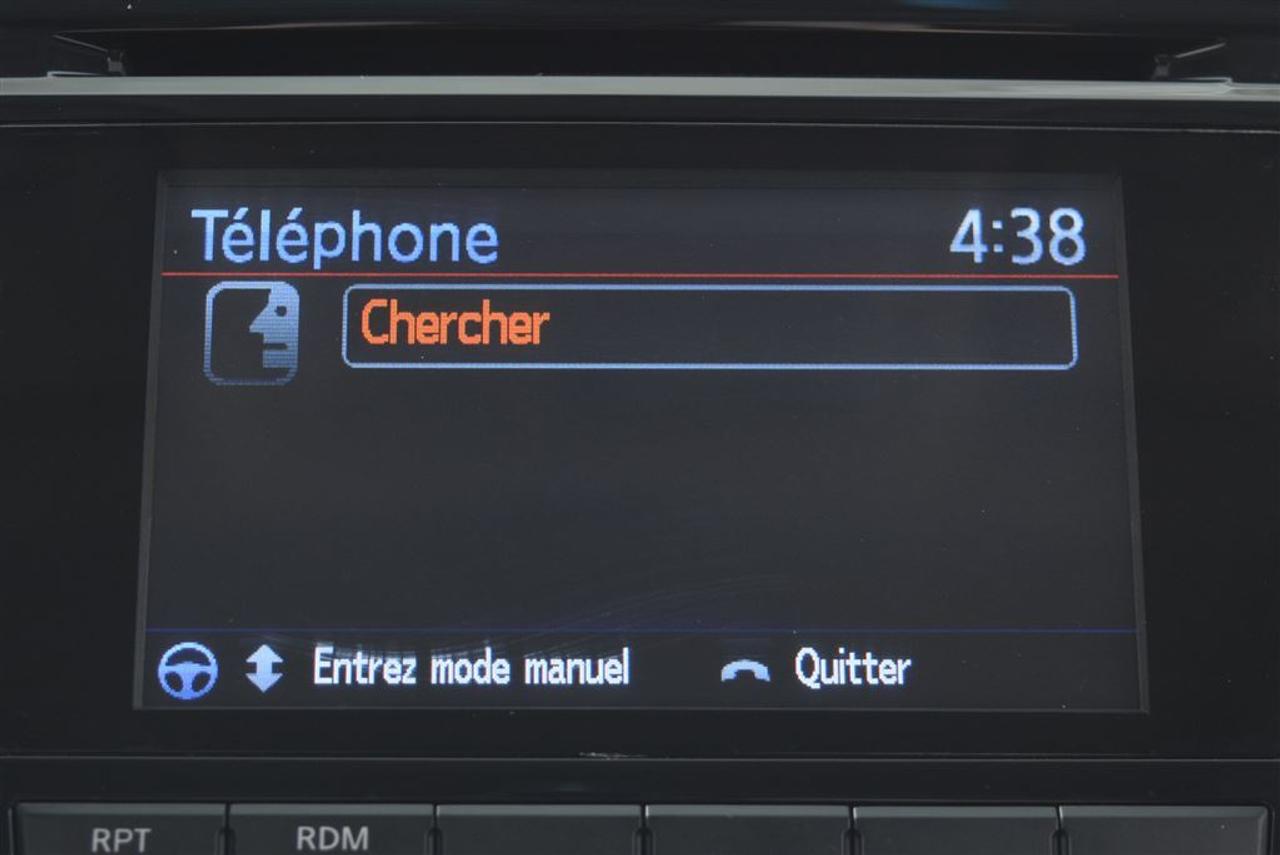 Téléphone 4:38
Chercher
Entrez mode manuel Quitter
RPT RDM